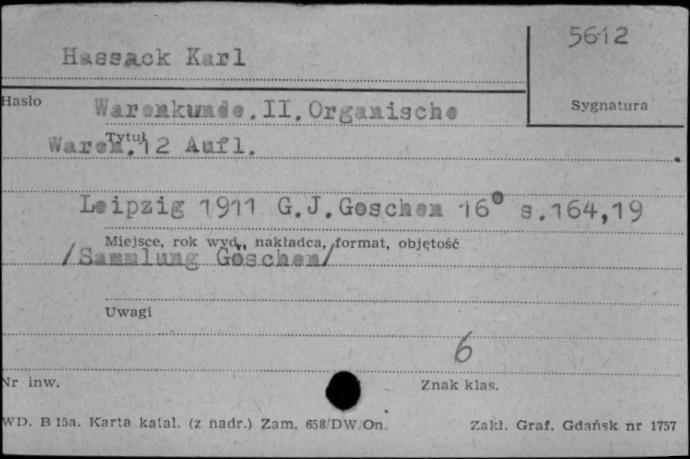 5612
Hassack Karl
Hasło
Sygnatura
Warenkunde.II.Organische
Tytuł
Waren.12 Aufl.
Leipzig 1911 G.J.Goschen 16° s.164,19
Miejsce, rok wyd., nakładca, format, objętość
/Sammlung Goschen/
Uwagi
6
Nr inw.
Znak klas.
WD. B 15a. Karta katal. (z nadr.) Zam. 658/DW/On.
Zakł. Graf. Gdańsk nr 1757